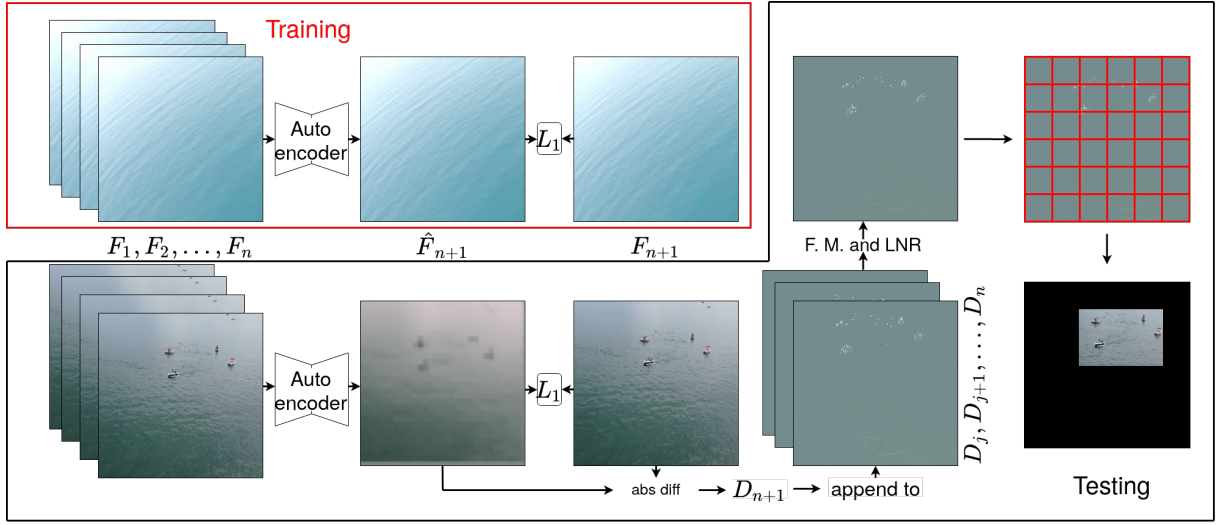 Training
Auto
encoder
L₁
F₁, F₂, . . . , Fₙ
F̂ₙ₊₁
Fₙ₊₁
F. M. and LNR
Auto
encoder
L₁
Dⱼ, Dⱼ₊₁, . . . , Dₙ
abs diff
Dₙ₊₁
append to
Testing